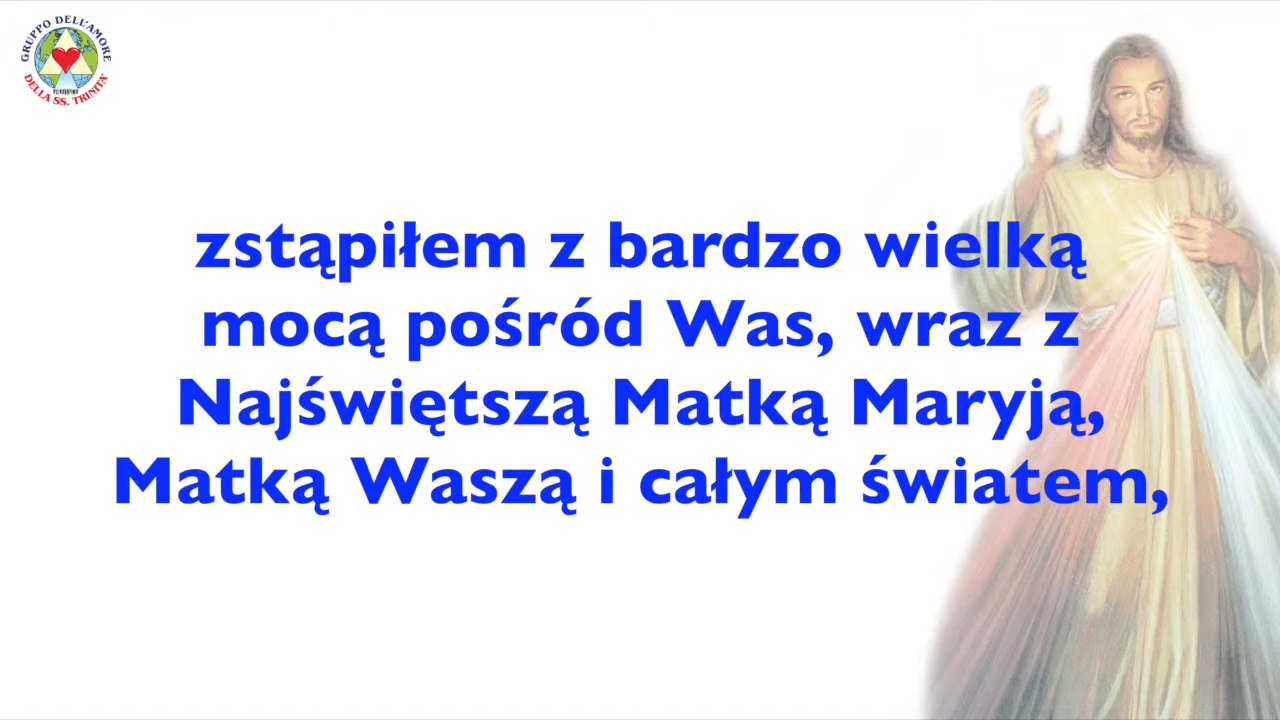 GRUPPO DELL'AMORE
DELLA SS. TRINITA'
zstąpiłem z bardzo wielką
mocą pośród Was, wraz z
Najświętszą Matką Maryją,
Matką Waszą i całym światem,